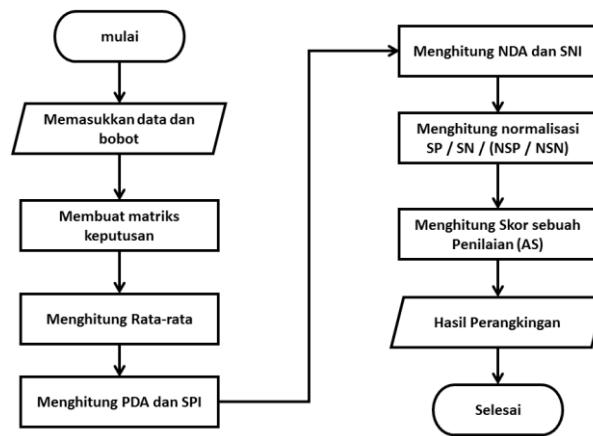 mulai
Memasukkan data dan
bobot
Membuat matriks
keputusan
Menghitung Rata-rata
Menghitung PDA dan SPI
Menghitung NDA dan SNI
Menghitung normalisasi
SP / SN / (NSP / NSN)
Menghitung Skor sebuah
Penilaian (AS)
Hasil Perangkingan
Selesai